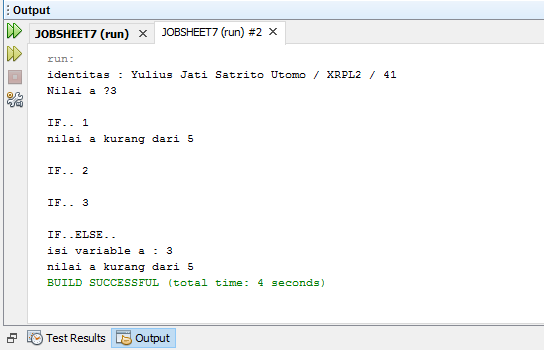 Output
JOBSHEET7 (run) × JOBSHEET7 (run) #2 ×
run:
identitas : Yulius Jati Satrito Utomo / XRPL2 / 41
Nilai a ?3
IF.. 1
nilai a kurang dari 5
IF.. 2
IF.. 3
IF..ELSE..
isi variable a : 3
nilai a kurang dari 5
BUILD SUCCESSFUL (total time: 4 seconds)
Test Results Output